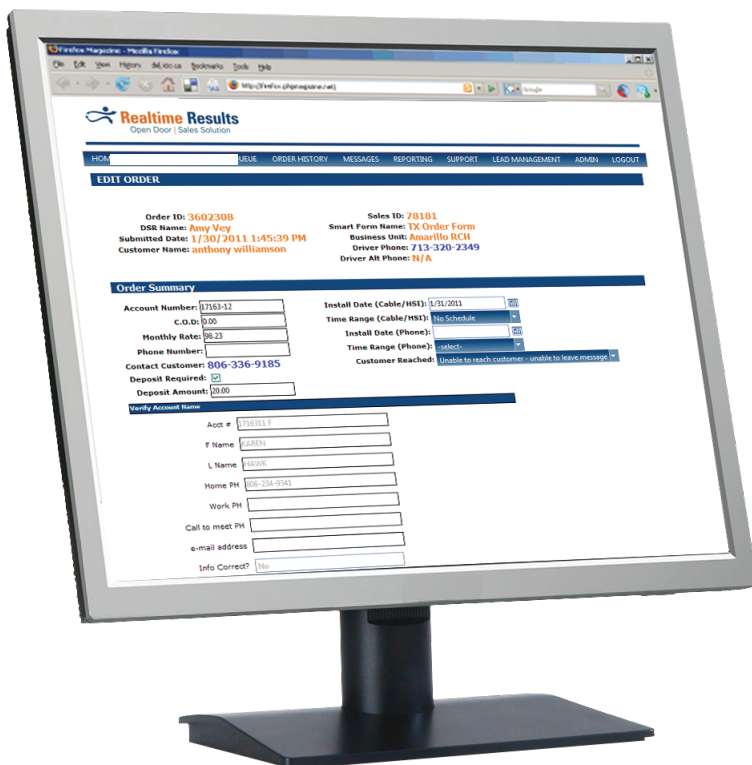 Firefox Magazine - Mozilla Firefox
File Edit View History del.icio.us Bookmarks Tools Help
http://firefox.phpmagazine.net/
Google
Realtime Results
Open Door | Sales Solution
HOM UEUE ORDER HISTORY MESSAGES REPORTING SUPPORT LEAD MANAGEMENT ADMIN LOGOUT
EDIT ORDER
Order ID: 3602308
DSR Name: Amy Vey
Submitted Date: 1/30/2011 1:45:39 PM
Customer Name: anthony williamson
Sales ID: 78181
Smart Form Name: TX Order Form
Business Unit: Amarillo RCH
Driver Phone: 713-320-2349
Driver Alt Phone: N/A
Order Summary
Account Number: 17163-12
C.O.D: 0.00
Monthly Rate: 98.23
Phone Number:
Contact Customer: 806-336-9185
Deposit Required:
Deposit Amount: 20.00
Install Date (Cable/HSI): 1/31/2011
Time Range (Cable/HSI): No Schedule
Install Date (Phone):
Time Range (Phone): -select-
Customer Reached: Unable to reach customer - unable to leave message
Verify Account Name
Acct # 1716311 F
F Name KAREN
L Name HAWK
Home PH 806-234-9341
Work PH
Call to meet PH
e-mail address
Info Correct? No